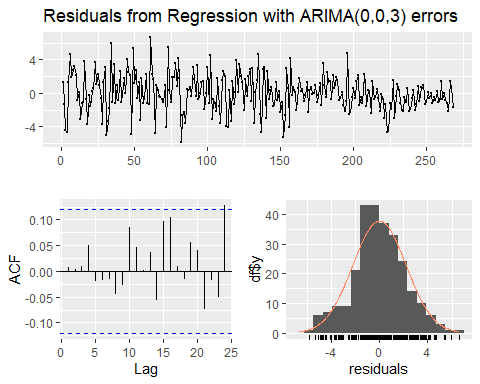 Residuals from Regression with ARIMA(0,0,3) errors
4
0
-4
0 50 100 150 200 250
ACF
0.10
0.05
0.00
-0.05
-0.10
0 5 10 15 20 25
Lag
df$y
40
30
20
10
0
-4 0 4
residuals